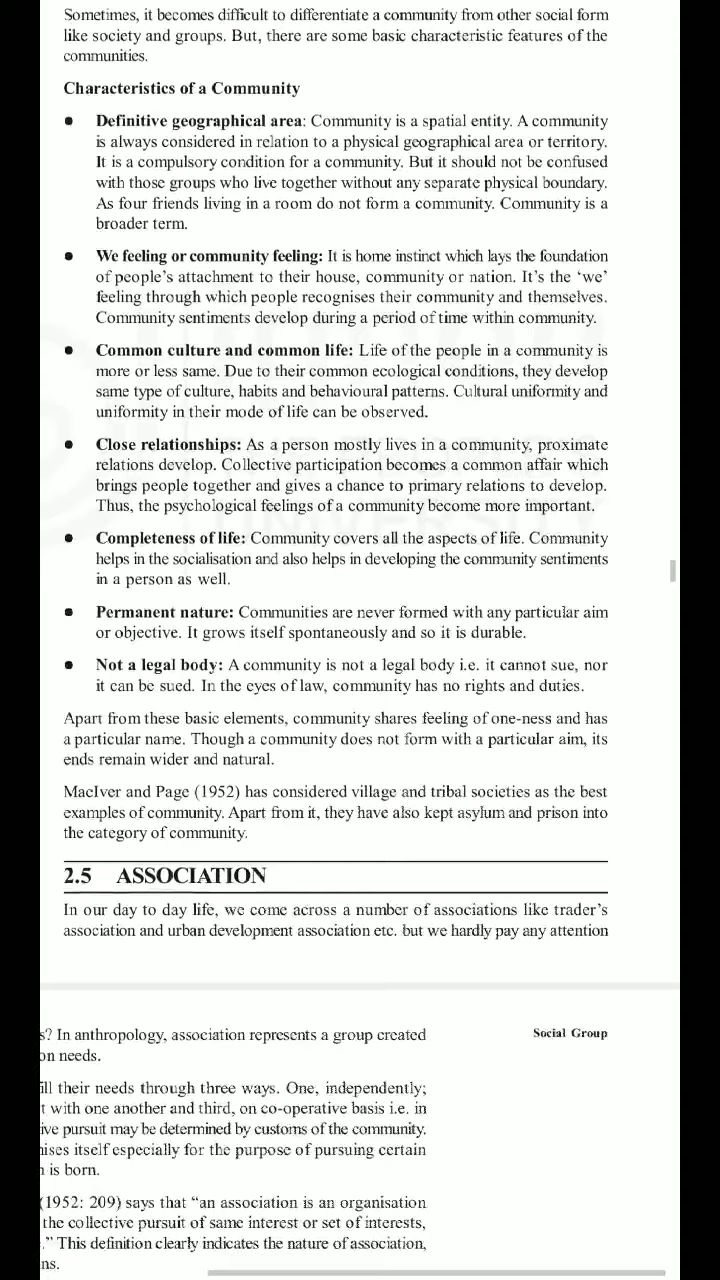 Sometimes, it becomes difficult to differentiate a community from other social form
like society and groups. But, there are some basic characteristic features of the
communities.
Characteristics of a Community
• Definitive geographical area: Community is a spatial entity. A community
is always considered in relation to a physical geographical area or territory.
It is a compulsory condition for a community. But it should not be confused
with those groups who live together without any separate physical boundary.
As four friends living in a room do not form a community. Community is a
broader term.
• We feeling or community feeling: It is home instinct which lays the foundation
of people's attachment to their house, community or nation. It's the 'we'
feeling through which people recognises their community and themselves.
Community sentiments develop during a period of time within community.
• Common culture and common life: Life of the people in a community is
more or less same. Due to their common ecological conditions, they develop
same type of culture, habits and behavioural patterns. Cultural uniformity and
uniformity in their mode of life can be observed.
• Close relationships: As a person mostly lives in a community, proximate
relations develop. Collective participation becomes a common affair which
brings people together and gives a chance to primary relations to develop.
Thus, the psychological feelings of a community become more important.
• Completeness of life: Community covers all the aspects of life. Community
helps in the socialisation and also helps in developing the community sentiments
in a person as well.
• Permanent nature: Communities are never formed with any particular aim
or objective. It grows itself spontaneously and so it is durable.
• Not a legal body: A community is not a legal body i.e. it cannot sue, nor
it can be sued. In the eyes of law, community has no rights and duties.
Apart from these basic elements, community shares feeling of one-ness and has
a particular name. Though a community does not form with a particular aim, its
ends remain wider and natural.
MacIver and Page (1952) has considered village and tribal societies as the best
examples of community. Apart from it, they have also kept asylum and prison into
the category of community.
2.5 ASSOCIATION
In our day to day life, we come across a number of associations like trader's
association and urban development association etc. but we hardly pay any attention
s? In anthropology, association represents a group created
on needs.
Social Group
ill their needs through three ways. One, independently;
t with one another and third, on co-operative basis i.e. in
ive pursuit may be determined by customs of the community.
nises itself especially for the purpose of pursuing certain
n is born.
(1952: 209) says that "an association is an organisation
the collective pursuit of same interest or set of interests,
." This definition clearly indicates the nature of association,
ns.